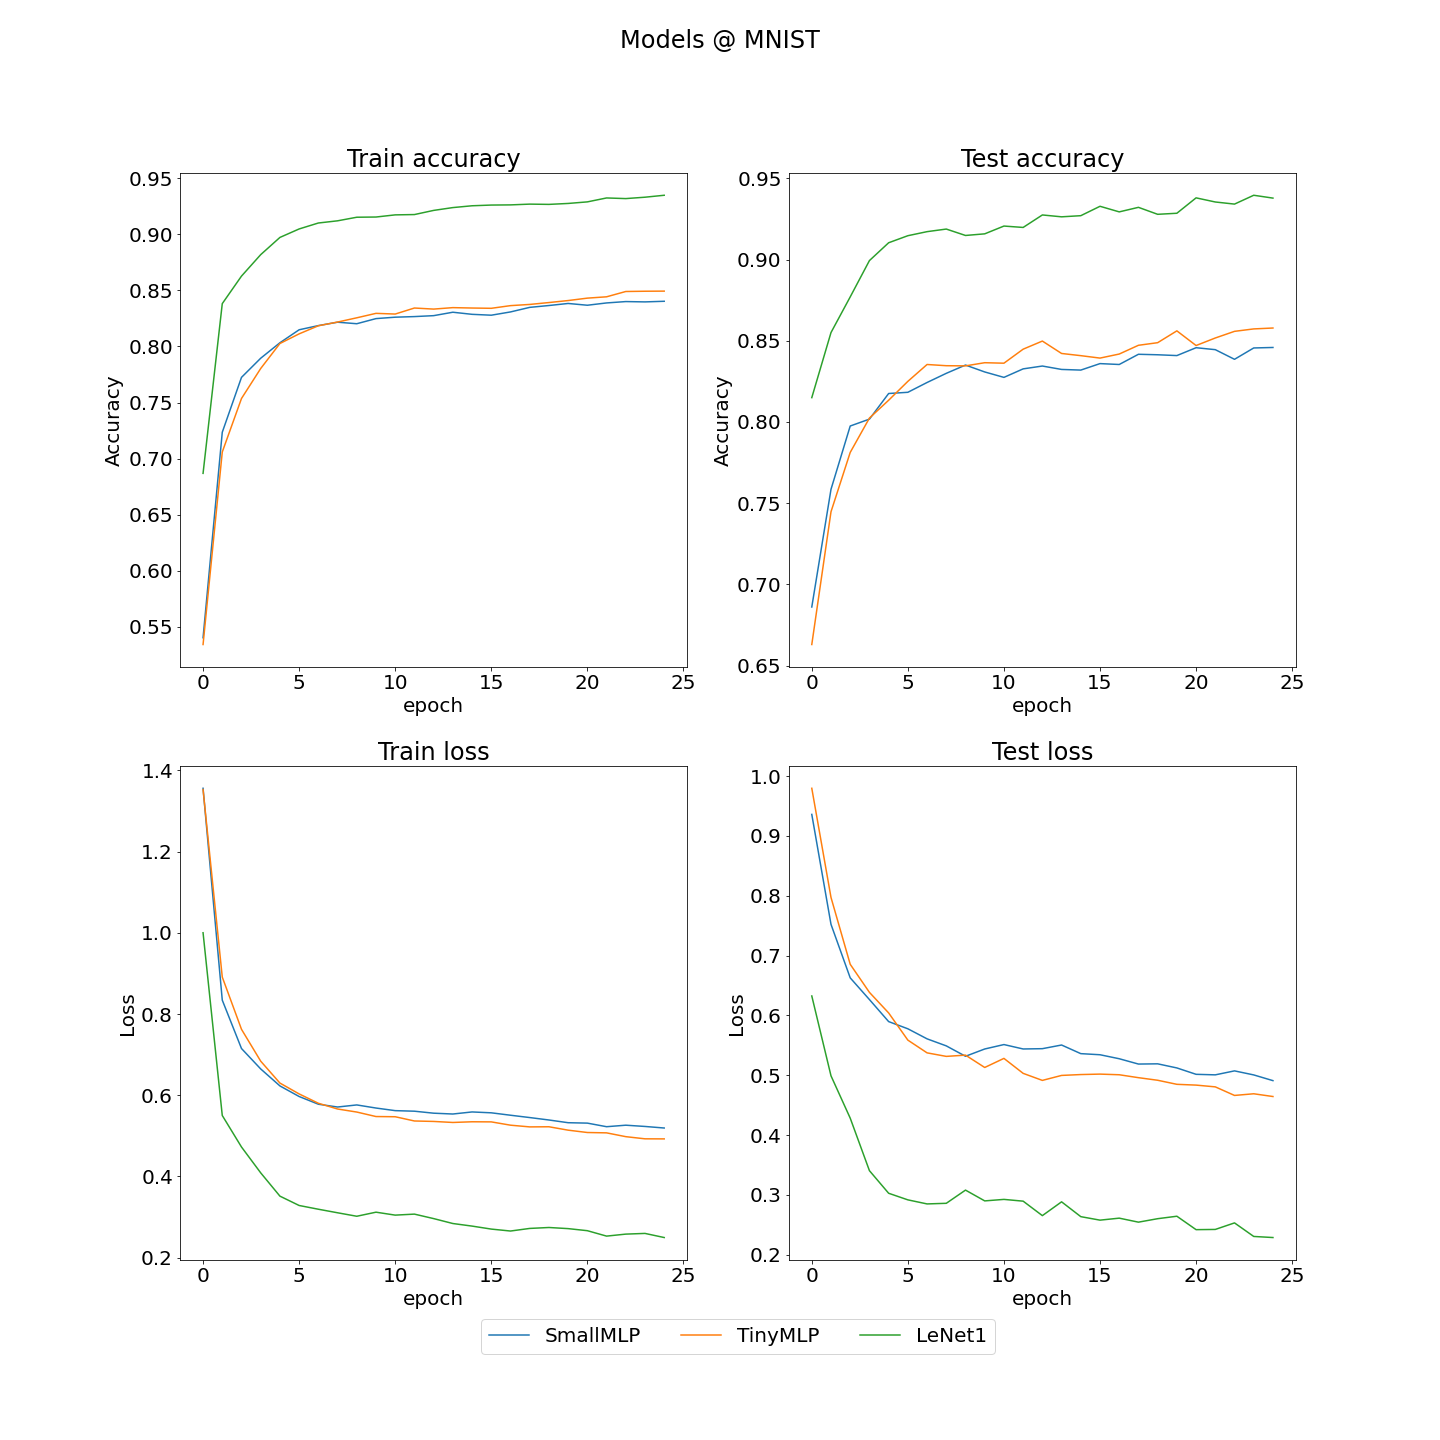 Models @ MNIST
Train accuracy
0.95
0.90
0.85
0.80
0.75
0.70
0.65
0.60
0.55
Accuracy
0 5 10 15 20 25
epoch
Test accuracy
0.95
0.90
0.85
0.80
0.75
0.70
0.65
Accuracy
0 5 10 15 20 25
epoch
Train loss
1.4
1.2
1.0
0.8
0.6
0.4
0.2
Loss
0 5 10 15 20 25
epoch
Test loss
1.0
0.9
0.8
0.7
0.6
0.5
0.4
0.3
0.2
Loss
0 5 10 15 20 25
epoch
SmallMLP TinyMLP LeNet1